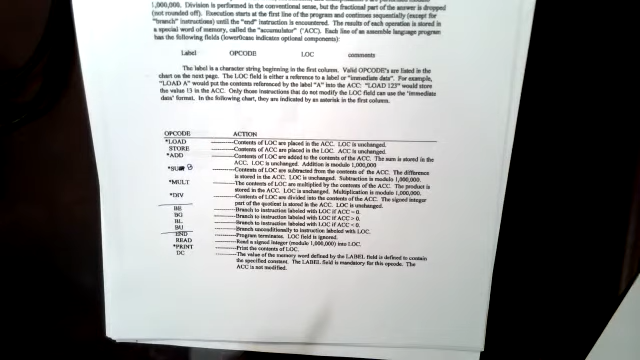 1,000,000. Division is performed in the conventional sense, but the fractional part of the answer is dropped
(not rounded off). Execution starts at the first line of the program and continues sequentially (except for
"branch" instructions) until the "end" instruction is encountered. The results of each operation is stored in
a special word of memory, called the "accumulator" (ACC). Each line of an assemble language program
has the following fields (lowercase indicates optional components):
Label OPCODE LOC comments
The label is a character string beginning in the first column. Valid OPCODE's are listed in the
chart on the next page. The LOC field is either a reference to a label or "immediate data". For example,
"LOAD A" would put the contents referenced by the label "A" into the ACC; "LOAD 123" would store
the value 13 in the ACC. Only those instructions that do not modify the LOC field can use the "immediate
data" format. In the following chart, they are indicated by an asterisk in the first column.
OPCODE ACTION
*LOAD ----------Contents of LOC are placed in the ACC. LOC is unchanged.
STORE ----------Contents of ACC are placed in the LOC. ACC is unchanged.
*ADD ----------Contents of LOC are added to the contents of the ACC. The sum is stored in the
ACC. LOC is unchanged. Addition is modulo 1,000,000
*SUB ----------Contents of LOC are subtracted from the contents of the ACC. The difference
is stored in the ACC. LOC is unchanged. Subtraction is modulo 1,000,000.
*MULT ----------The contents of LOC are multiplied by the contents of the ACC. The product is
stored in the ACC. LOC is unchanged. Multiplication is modulo 1,000,000.
*DIV ----------Contents of LOC are divided into the contents of the ACC. The signed integer
part of the quotient is stored in the ACC. LOC is unchanged.
BE ----------Branch to instruction labeled with LOC if ACC = 0.
BG ----------Branch to instruction labeled with LOC if ACC > 0.
BL ----------Branch to instruction labeled with LOC if ACC < 0.
BU ----------Branch unconditionally to instruction labeled with LOC.
END ----------Program terminates. LOC field is ignored.
READ ----------Read a signed integer (modulo 1,000,000) into LOC.
*PRINT ----------Print the contents of LOC.
DC ----------The value of the memory word defined by the LABEL field is defined to contain
the specified constant. The LABEL field is mandatory for this opcode. The
ACC is not modified.